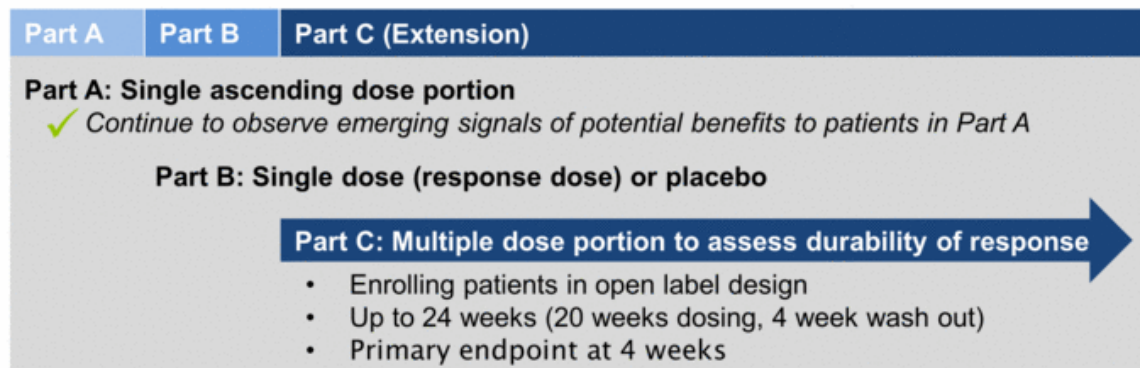 Part A Part B Part C (Extension)
Part A: Single ascending dose portion
Continue to observe emerging signals of potential benefits to patients in Part A
Part B: Single dose (response dose) or placebo
Part C: Multiple dose portion to assess durability of response
• Enrolling patients in open label design
• Up to 24 weeks (20 weeks dosing, 4 week wash out)
• Primary endpoint at 4 weeks